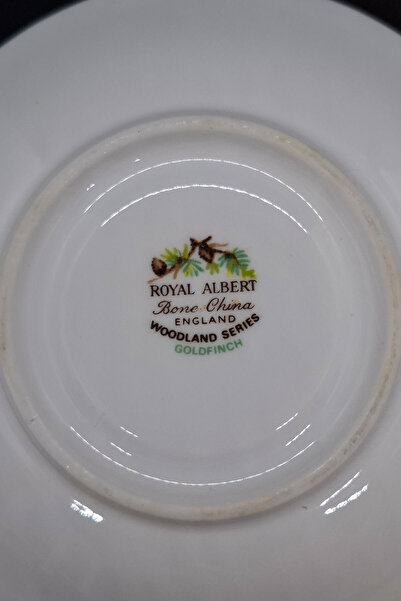 ROYAL ALBERT
Bone China
ENGLAND
WOODLAND SERIES
GOLDFINCH